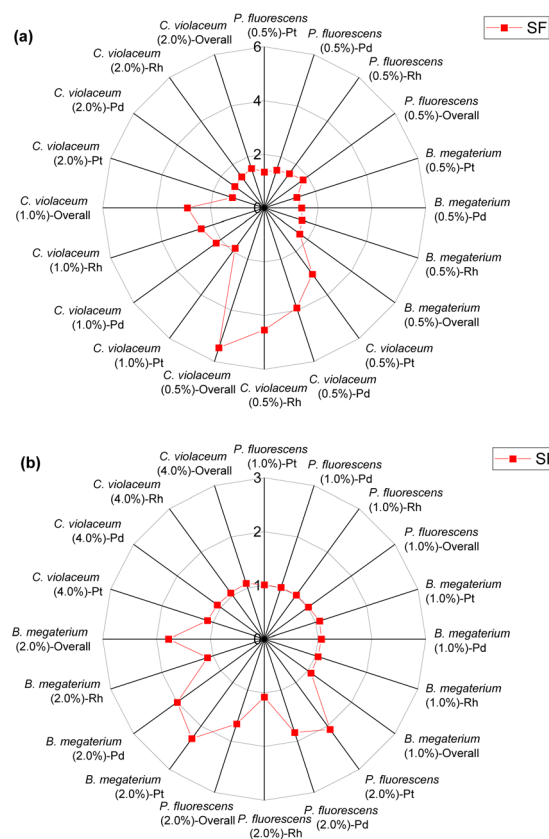 (a)
6
4
2
SF
P. fluorescens
(0.5%)-Pt
P. fluorescens
(0.5%)-Pd
P. fluorescens
(0.5%)-Rh
P. fluorescens
(0.5%)-Overall
B. megaterium
(0.5%)-Pt
B. megaterium
(0.5%)-Pd
B. megaterium
(0.5%)-Rh
B. megaterium
(0.5%)-Overall
C. violaceum
(0.5%)-Pt
C. violaceum
(0.5%)-Pd
C. violaceum
(0.5%)-Rh
C. violaceum
(0.5%)-Overall
C. violaceum
(1.0%)-Pt
C. violaceum
(1.0%)-Pd
C. violaceum
(1.0%)-Rh
C. violaceum
(1.0%)-Overall
C. violaceum
(2.0%)-Pt
C. violaceum
(2.0%)-Pd
C. violaceum
(2.0%)-Rh
C. violaceum
(2.0%)-Overall
(b)
3
2
1
SF
P. fluorescens
(1.0%)-Pt
P. fluorescens
(1.0%)-Pd
P. fluorescens
(1.0%)-Rh
P. fluorescens
(1.0%)-Overall
B. megaterium
(1.0%)-Pt
B. megaterium
(1.0%)-Pd
B. megaterium
(1.0%)-Rh
B. megaterium
(1.0%)-Overall
P. fluorescens
(2.0%)-Pt
P. fluorescens
(2.0%)-Pd
P. fluorescens
(2.0%)-Rh
P. fluorescens
(2.0%)-Overall
B. megaterium
(2.0%)-Pt
B. megaterium
(2.0%)-Pd
B. megaterium
(2.0%)-Rh
B. megaterium
(2.0%)-Overall
C. violaceum
(4.0%)-Pt
C. violaceum
(4.0%)-Pd
C. violaceum
(4.0%)-Rh
C. violaceum
(4.0%)-Overall